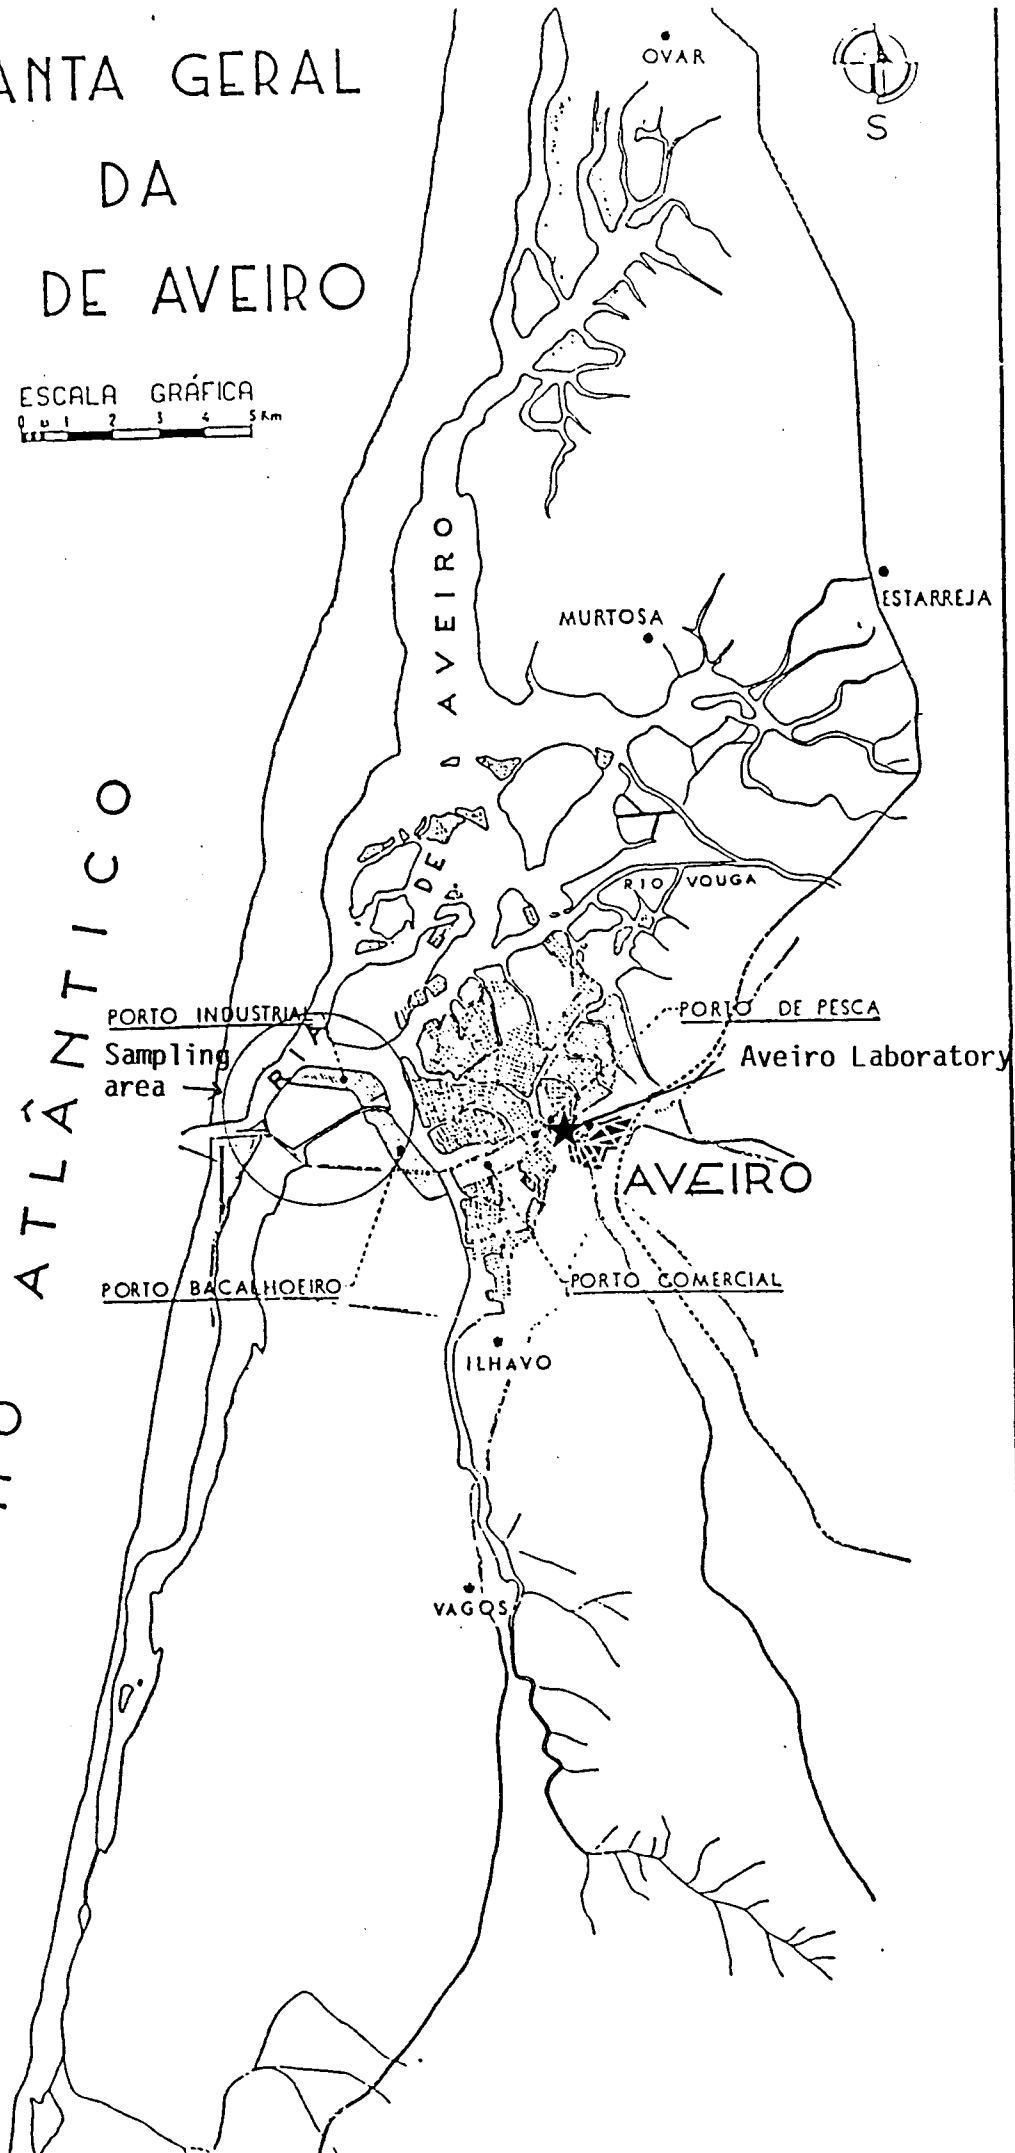 ANTA GERAL
DA
DE AVEIRO
ESCALA GRÁFICA
0 1 2 3 4 5 Km
OVAR
S
ESTARREJA
MURTOSA
RIA DE AVEIRO
ATLÂNTICO
RIO VOUGA
PORTO INDUSTRIAL
PORTO DE PESCA
Sampling
area
Aveiro Laboratory
AVEIRO
PORTO BACALHOEIRO
PORTO COMERCIAL
ILHAVO
VAGOS